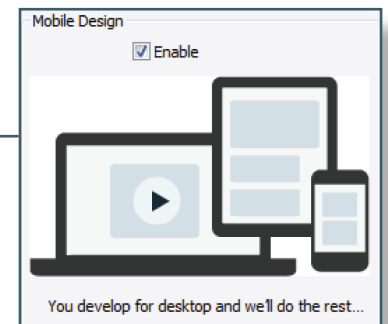 Mobile Design
Enable
You develop for desktop and we'll do the rest...